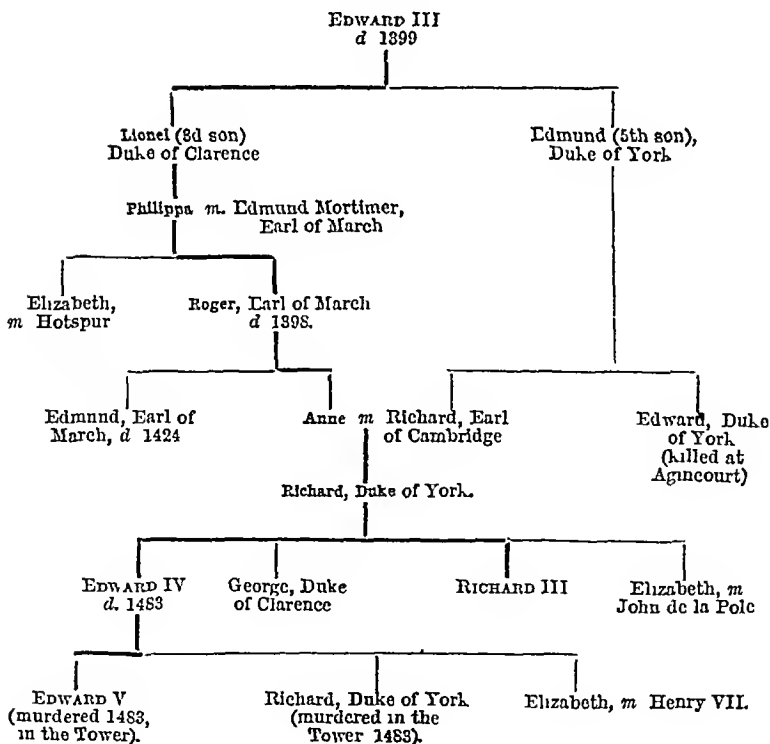 EDWARD III
d 1399
Lionel (3d son)
Duke of Clarence
Edmund (5th son),
Duke of York
Philippa m. Edmund Mortimer,
Earl of March
Elizabeth,
m Hotspur
Roger, Earl of March
d 1398.
Edmund, Earl of
March, d 1424
Anne m Richard, Earl
of Cambridge
Edward, Duke
of York
(killed at
Agincourt)
Richard, Duke of York.
EDWARD IV
d. 1483
George, Duke
of Clarence
RICHARD III
Elizabeth, m
John de la Pole
EDWARD V
(murdered 1483,
in the Tower).
Richard, Duke of York
(murdered in the
Tower 1483).
Elizabeth, m Henry VII.